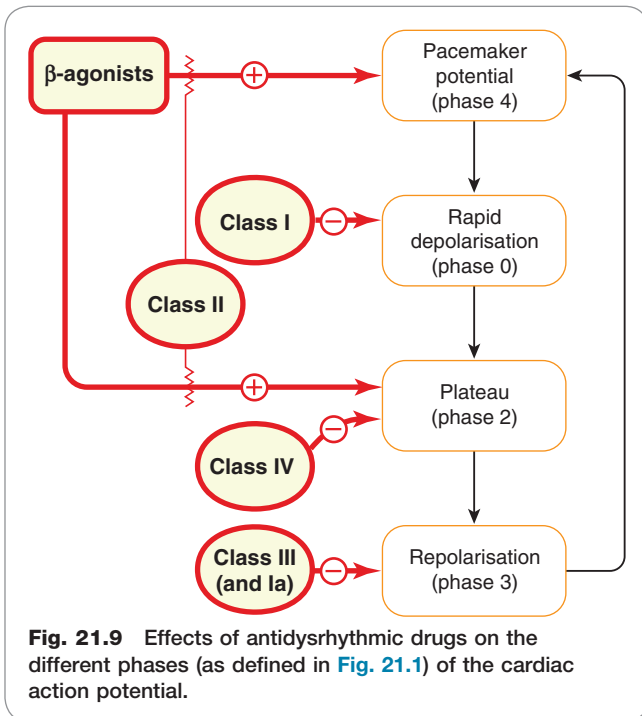 β-agonists
+
Pacemaker
potential
(phase 4)
Class I
−
Rapid
depolarisation
(phase 0)
Class II
+
Plateau
(phase 2)
Class IV
−
Class III
(and Ia)
−
Repolarisation
(phase 3)
Fig. 21.9 Effects of antidysrhythmic drugs on the
different phases (as defined in Fig. 21.1) of the cardiac
action potential.